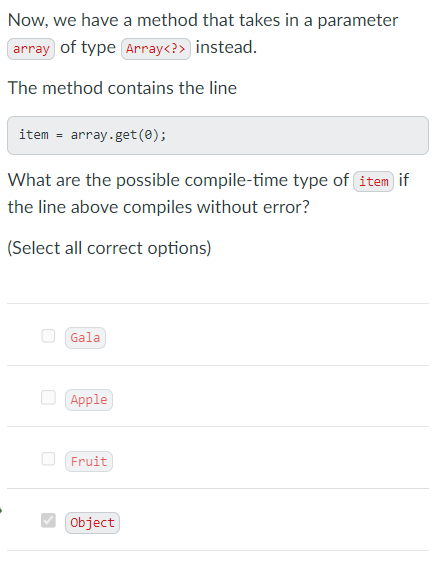 Now, we have a method that takes in a parameter
array of type Array<?> instead.
The method contains the line
item = array.get(0);
What are the possible compile-time type of item if
the line above compiles without error?
(Select all correct options)
Gala
Apple
Fruit
Object